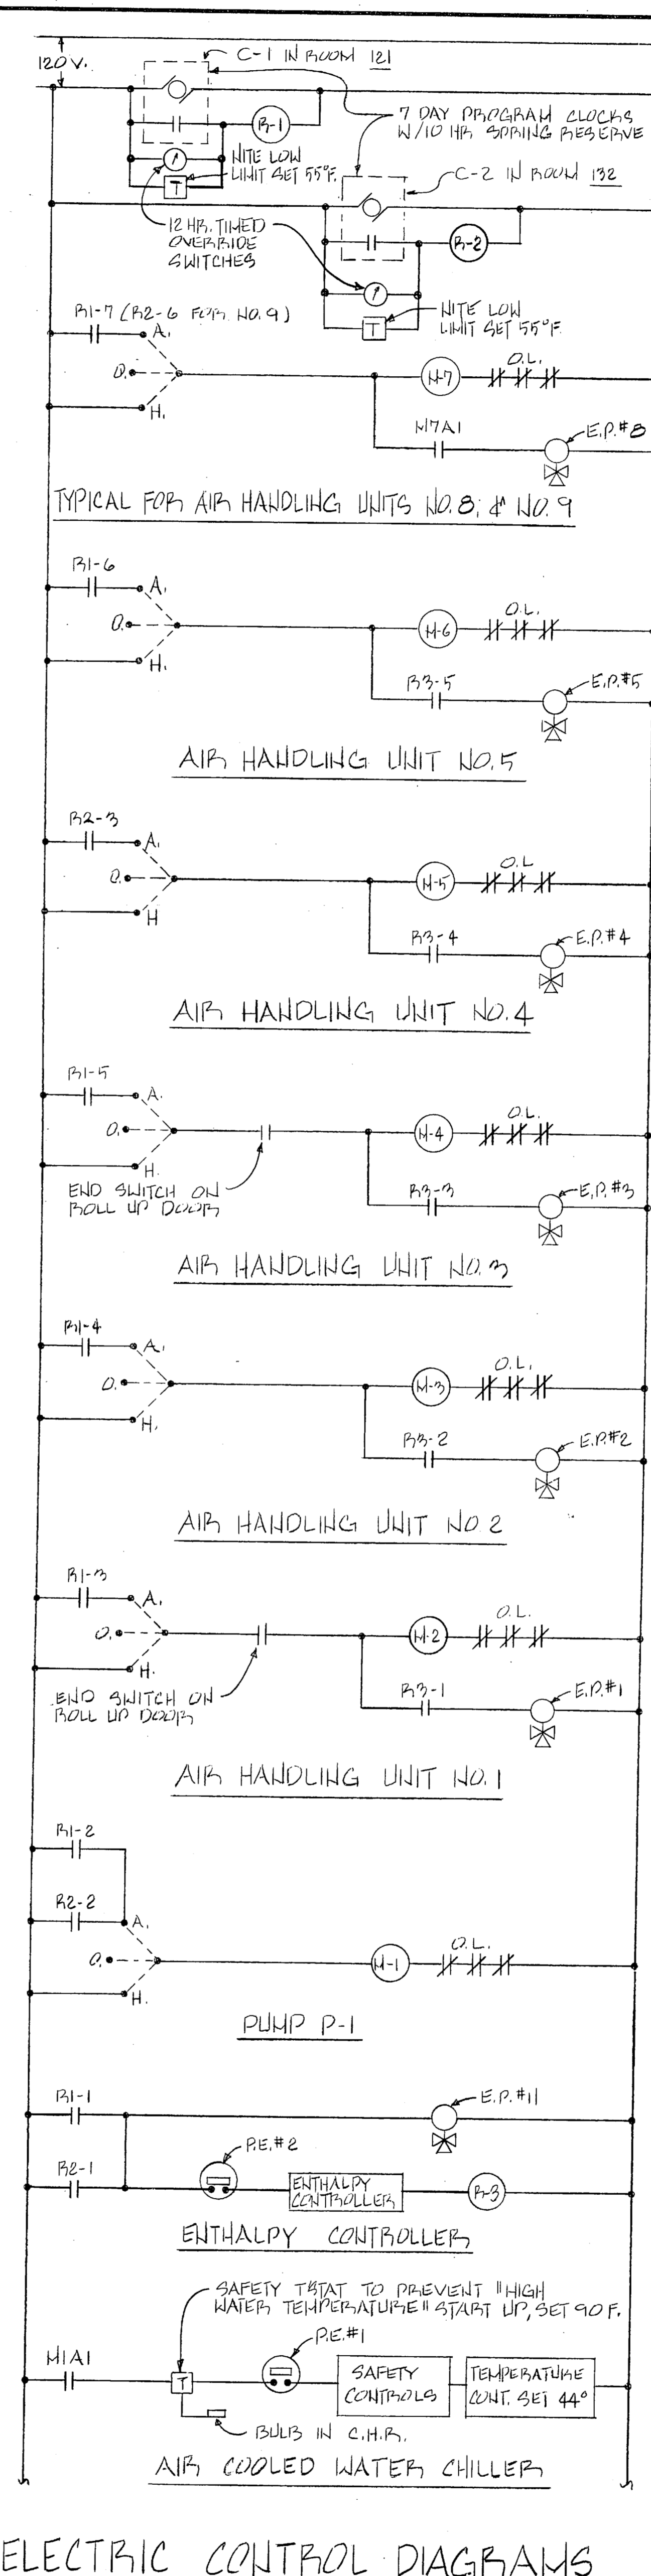 120 V.
C-1 IN ROOM 121
R-1
7 DAY PROGRAM CLOCKS
W/10 HR SPRING RESERVE
NITE LOW
LIMIT SET 55°F.
T
C-2 IN ROOM 132
12 HR. TIMED
OVERRIDE
SWITCHES
R-2
NITE LOW
LIMIT SET 55°F.
T
R1-7 (R2-6 FOR NO. 9)
A.
O.
H.
M-7
O.L.
M7A1
E.P. #8
TYPICAL FOR AIR HANDLING UNITS NO. 8; & NO. 9
R1-6
A.
O.
H.
M-6
O.L.
R3-5
E.P. #5
AIR HANDLING UNIT NO. 5
R2-3
A.
O.
H
M-5
O.L
R3-4
E.P. #4
AIR HANDLING UNIT NO. 4
R1-5
A.
O.
H.
M-4
O.L.
END SWITCH ON
ROLL UP DOOR
R3-3
E.P. #3
AIR HANDLING UNIT NO. 3
R1-4
A.
O.
H.
M-3
O.L.
R3-2
E.P. #2
AIR HANDLING UNIT NO. 2
R1-3
A.
O.
H.
M-2
O.L.
END SWITCH ON
ROLL UP DOOR
R3-1
E.P. #1
AIR HANDLING UNIT NO. 1
R1-2
R2-2
A.
O.
H.
M-1
O.L.
PUMP P-1
R1-1
E.P. #11
R2-1
P.E. #2
ENTHALPY
CONTROLLER
R-3
ENTHALPY CONTROLLER
SAFETY T'STAT TO PREVENT "HIGH
WATER TEMPERATURE" START UP, SET 90 F.
M1A1
T
P.E. #1
SAFETY
CONTROLS
TEMPERATURE
CONT. SET 44°
BULB IN C.H.R.
AIR COOLED WATER CHILLER
ELECTRIC CONTROL DIAGRAMS